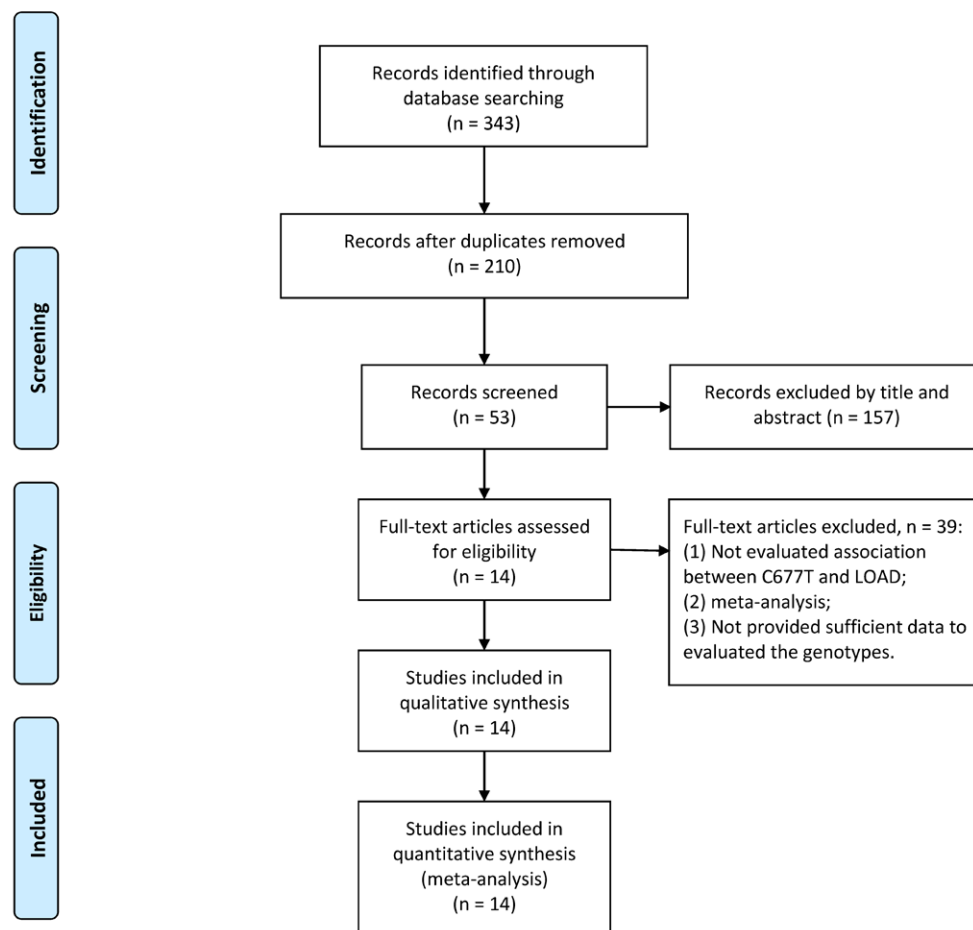 Identification
Records identified through
database searching
(n = 343)
Records after duplicates removed
(n = 210)
Screening
Records screened
(n = 53)
Records excluded by title and
abstract (n = 157)
Eligibility
Full-text articles assessed
for eligibility
(n = 14)
Full-text articles excluded, n = 39:
(1) Not evaluated association
between C677T and LOAD;
(2) meta-analysis;
(3) Not provided sufficient data to
evaluated the genotypes.
Studies included in
qualitative synthesis
(n = 14)
Included
Studies included in
quantitative synthesis
(meta-analysis)
(n = 14)